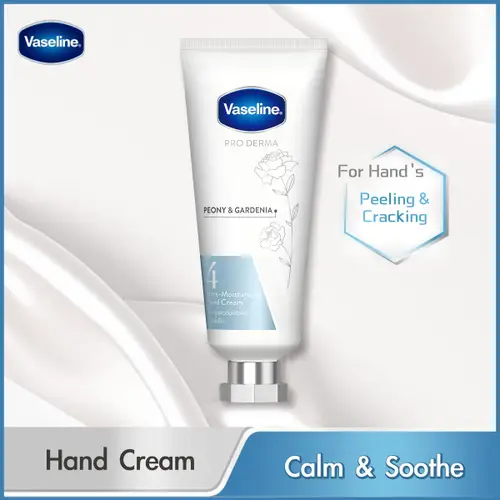 Vaseline.
Vaseline.
PRO DERMA
For Hand's
Peeling &
Cracking
PEONY & GARDENIA
4
Hand Cream
Calm & Soothe